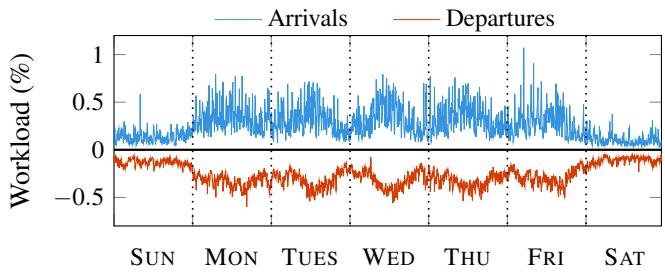 Arrivals Departures
1
0.5
0
−0.5
Workload (%)
SUN MON TUES WED THU FRI SAT